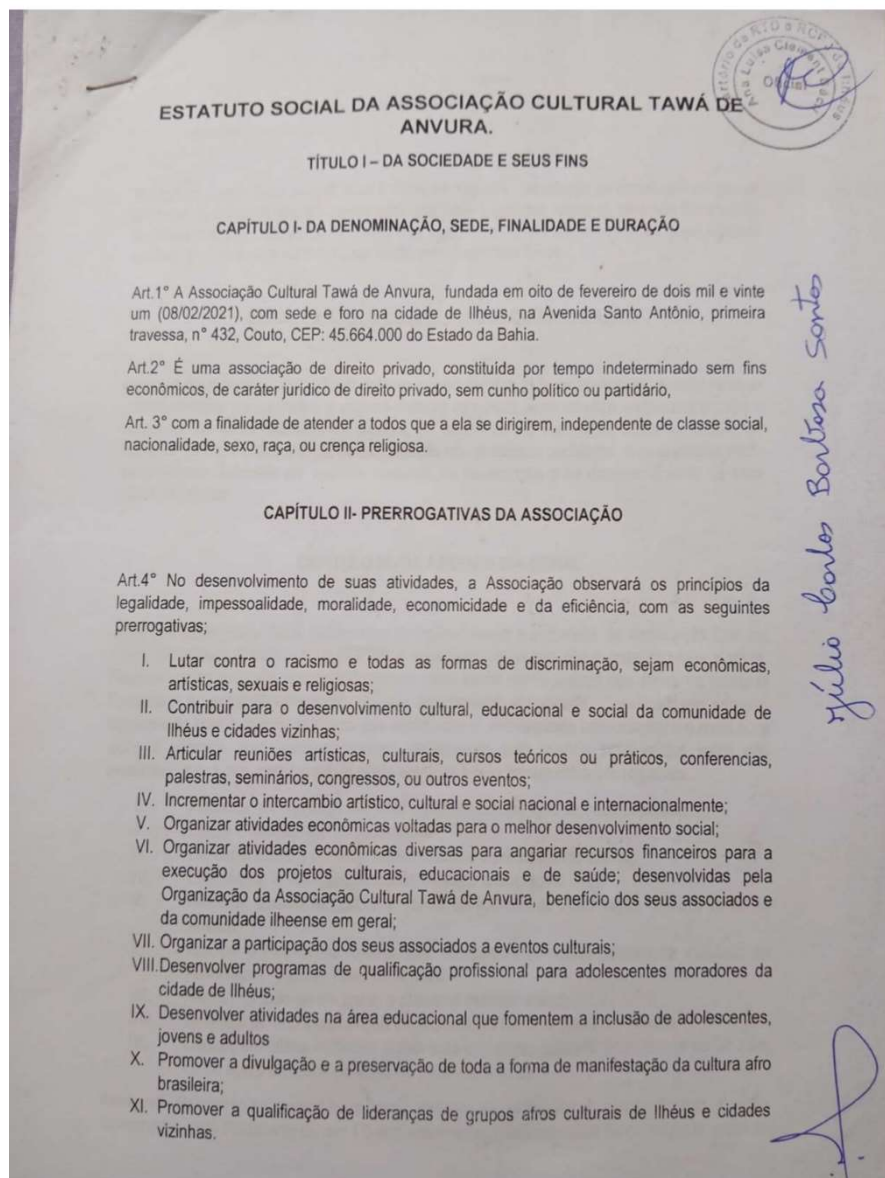 ESTATUTO SOCIAL DA ASSOCIAÇÃO CULTURAL TAWÁ DE
ANVURA.
TÍTULO I – DA SOCIEDADE E SEUS FINS
CAPÍTULO I- DA DENOMINAÇÃO, SEDE, FINALIDADE E DURAÇÃO
Art.1° A Associação Cultural Tawá de Anvura, fundada em oito de fevereiro de dois mil e vinte
um (08/02/2021), com sede e foro na cidade de Ilhéus, na Avenida Santo Antônio, primeira
travessa, n° 432, Couto, CEP: 45.664.000 do Estado da Bahia.
Art.2° É uma associação de direito privado, constituída por tempo indeterminado sem fins
econômicos, de caráter jurídico de direito privado, sem cunho político ou partidário,
Art. 3° com a finalidade de atender a todos que a ela se dirigirem, independente de classe social,
nacionalidade, sexo, raça, ou crença religiosa.
CAPÍTULO II- PRERROGATIVAS DA ASSOCIAÇÃO
Art.4° No desenvolvimento de suas atividades, a Associação observará os princípios da
legalidade, impessoalidade, moralidade, economicidade e da eficiência, com as seguintes
prerrogativas;
I. Lutar contra o racismo e todas as formas de discriminação, sejam econômicas,
artísticas, sexuais e religiosas;
II. Contribuir para o desenvolvimento cultural, educacional e social da comunidade de
Ilhéus e cidades vizinhas;
III. Articular reuniões artísticas, culturais, cursos teóricos ou práticos, conferencias,
palestras, seminários, congressos, ou outros eventos;
IV. Incrementar o intercambio artístico, cultural e social nacional e internacionalmente;
V. Organizar atividades econômicas voltadas para o melhor desenvolvimento social;
VI. Organizar atividades econômicas diversas para angariar recursos financeiros para a
execução dos projetos culturais, educacionais e de saúde; desenvolvidas pela
Organização da Associação Cultural Tawá de Anvura, benefício dos seus associados e
da comunidade ilheense em geral;
VII. Organizar a participação dos seus associados a eventos culturais;
VIII. Desenvolver programas de qualificação profissional para adolescentes moradores da
cidade de Ilhéus;
IX. Desenvolver atividades na área educacional que fomentem a inclusão de adolescentes,
jovens e adultos
X. Promover a divulgação e a preservação de toda a forma de manifestação da cultura afro
brasileira;
XI. Promover a qualificação de lideranças de grupos afros culturais de Ilhéus e cidades
vizinhas.
Júlio Carlos Barbosa Santos